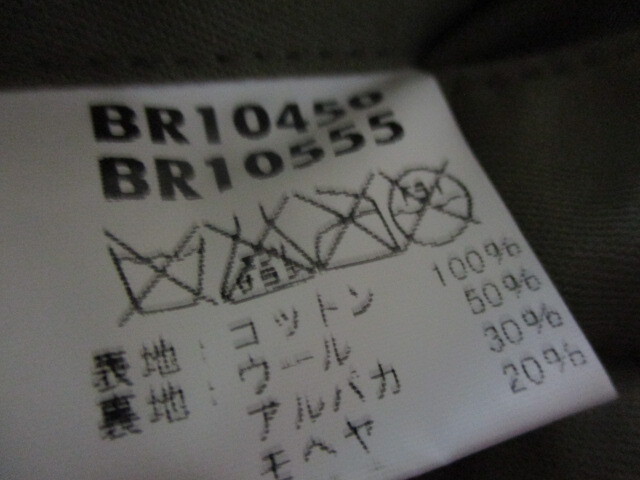 BR10450
BR10555
表地： コットン 100%
裏地： ウール 50%
アルパカ 30%
モヘヤ 20%